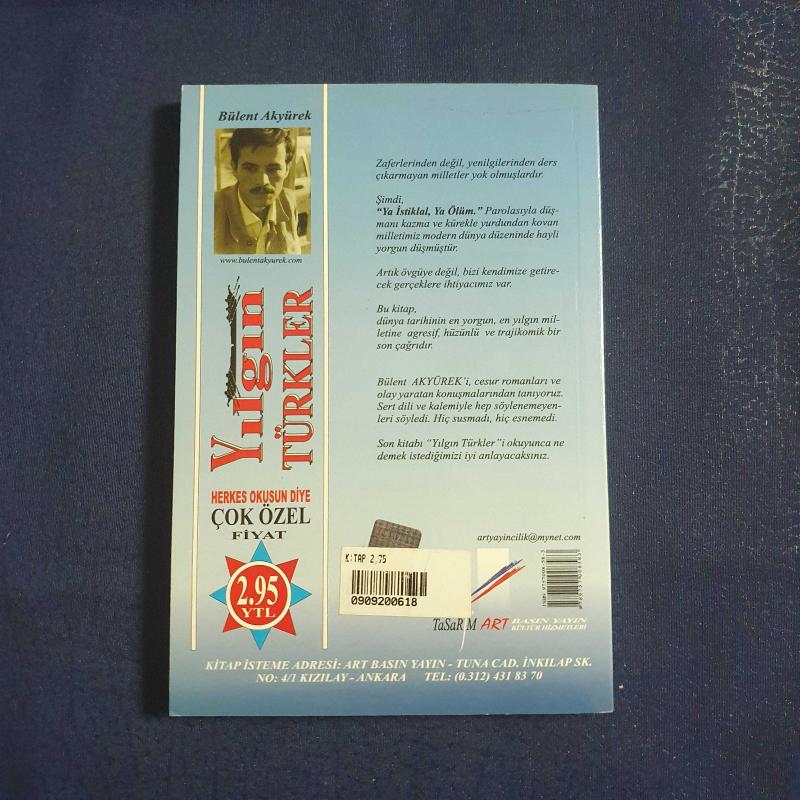 Bülent Akyürek
www.bulentakyurek.com
Yılgın
TÜRKLER
HERKES OKUSUN DİYE
ÇOK ÖZEL
FİYAT
2.95
YTL
Zaferlerinden değil, yenilgilerinden ders
çıkarmayan milletler yok olmuşlardır.
Şimdi,
“Ya İstiklal, Ya Ölüm.” Parolasıyla düş-
manı kazma ve kürekle yurdundan kovan
milletimiz modern dünya düzeninde hayli
yorgun düşmüştür.
Artık övgüye değil, bizi kendimize getire-
cek gerçeklere ihtiyacımız var.
Bu kitap,
dünya tarihinin en yorgun, en yılgın mil-
letine agresif, hüzünlü ve trajikomik bir
son çağrıdır.
Bülent AKYÜREK'i, cesur romanları ve
olay yaratan konuşmalarından tanıyoruz.
Sert dili ve kalemiyle hep söylenemeyen-
leri söyledi. Hiç susmadı, hiç esnemedi.
Son kitabı “Yılgın Türkler”i okuyunca ne
demek istediğimizi iyi anlayacaksınız.
artyayincilik@mynet.com
KİTAP 2,75
0909200618
TaSaRIM ART BASIN YAYIN
KÜLTÜR HİZMETLERİ
KİTAP İSTEME ADRESİ: ART BASIN YAYIN - TUNA CAD. İNKILAP SK.
NO: 4/1 KIZILAY - ANKARA TEL: (0.312) 431 83 70